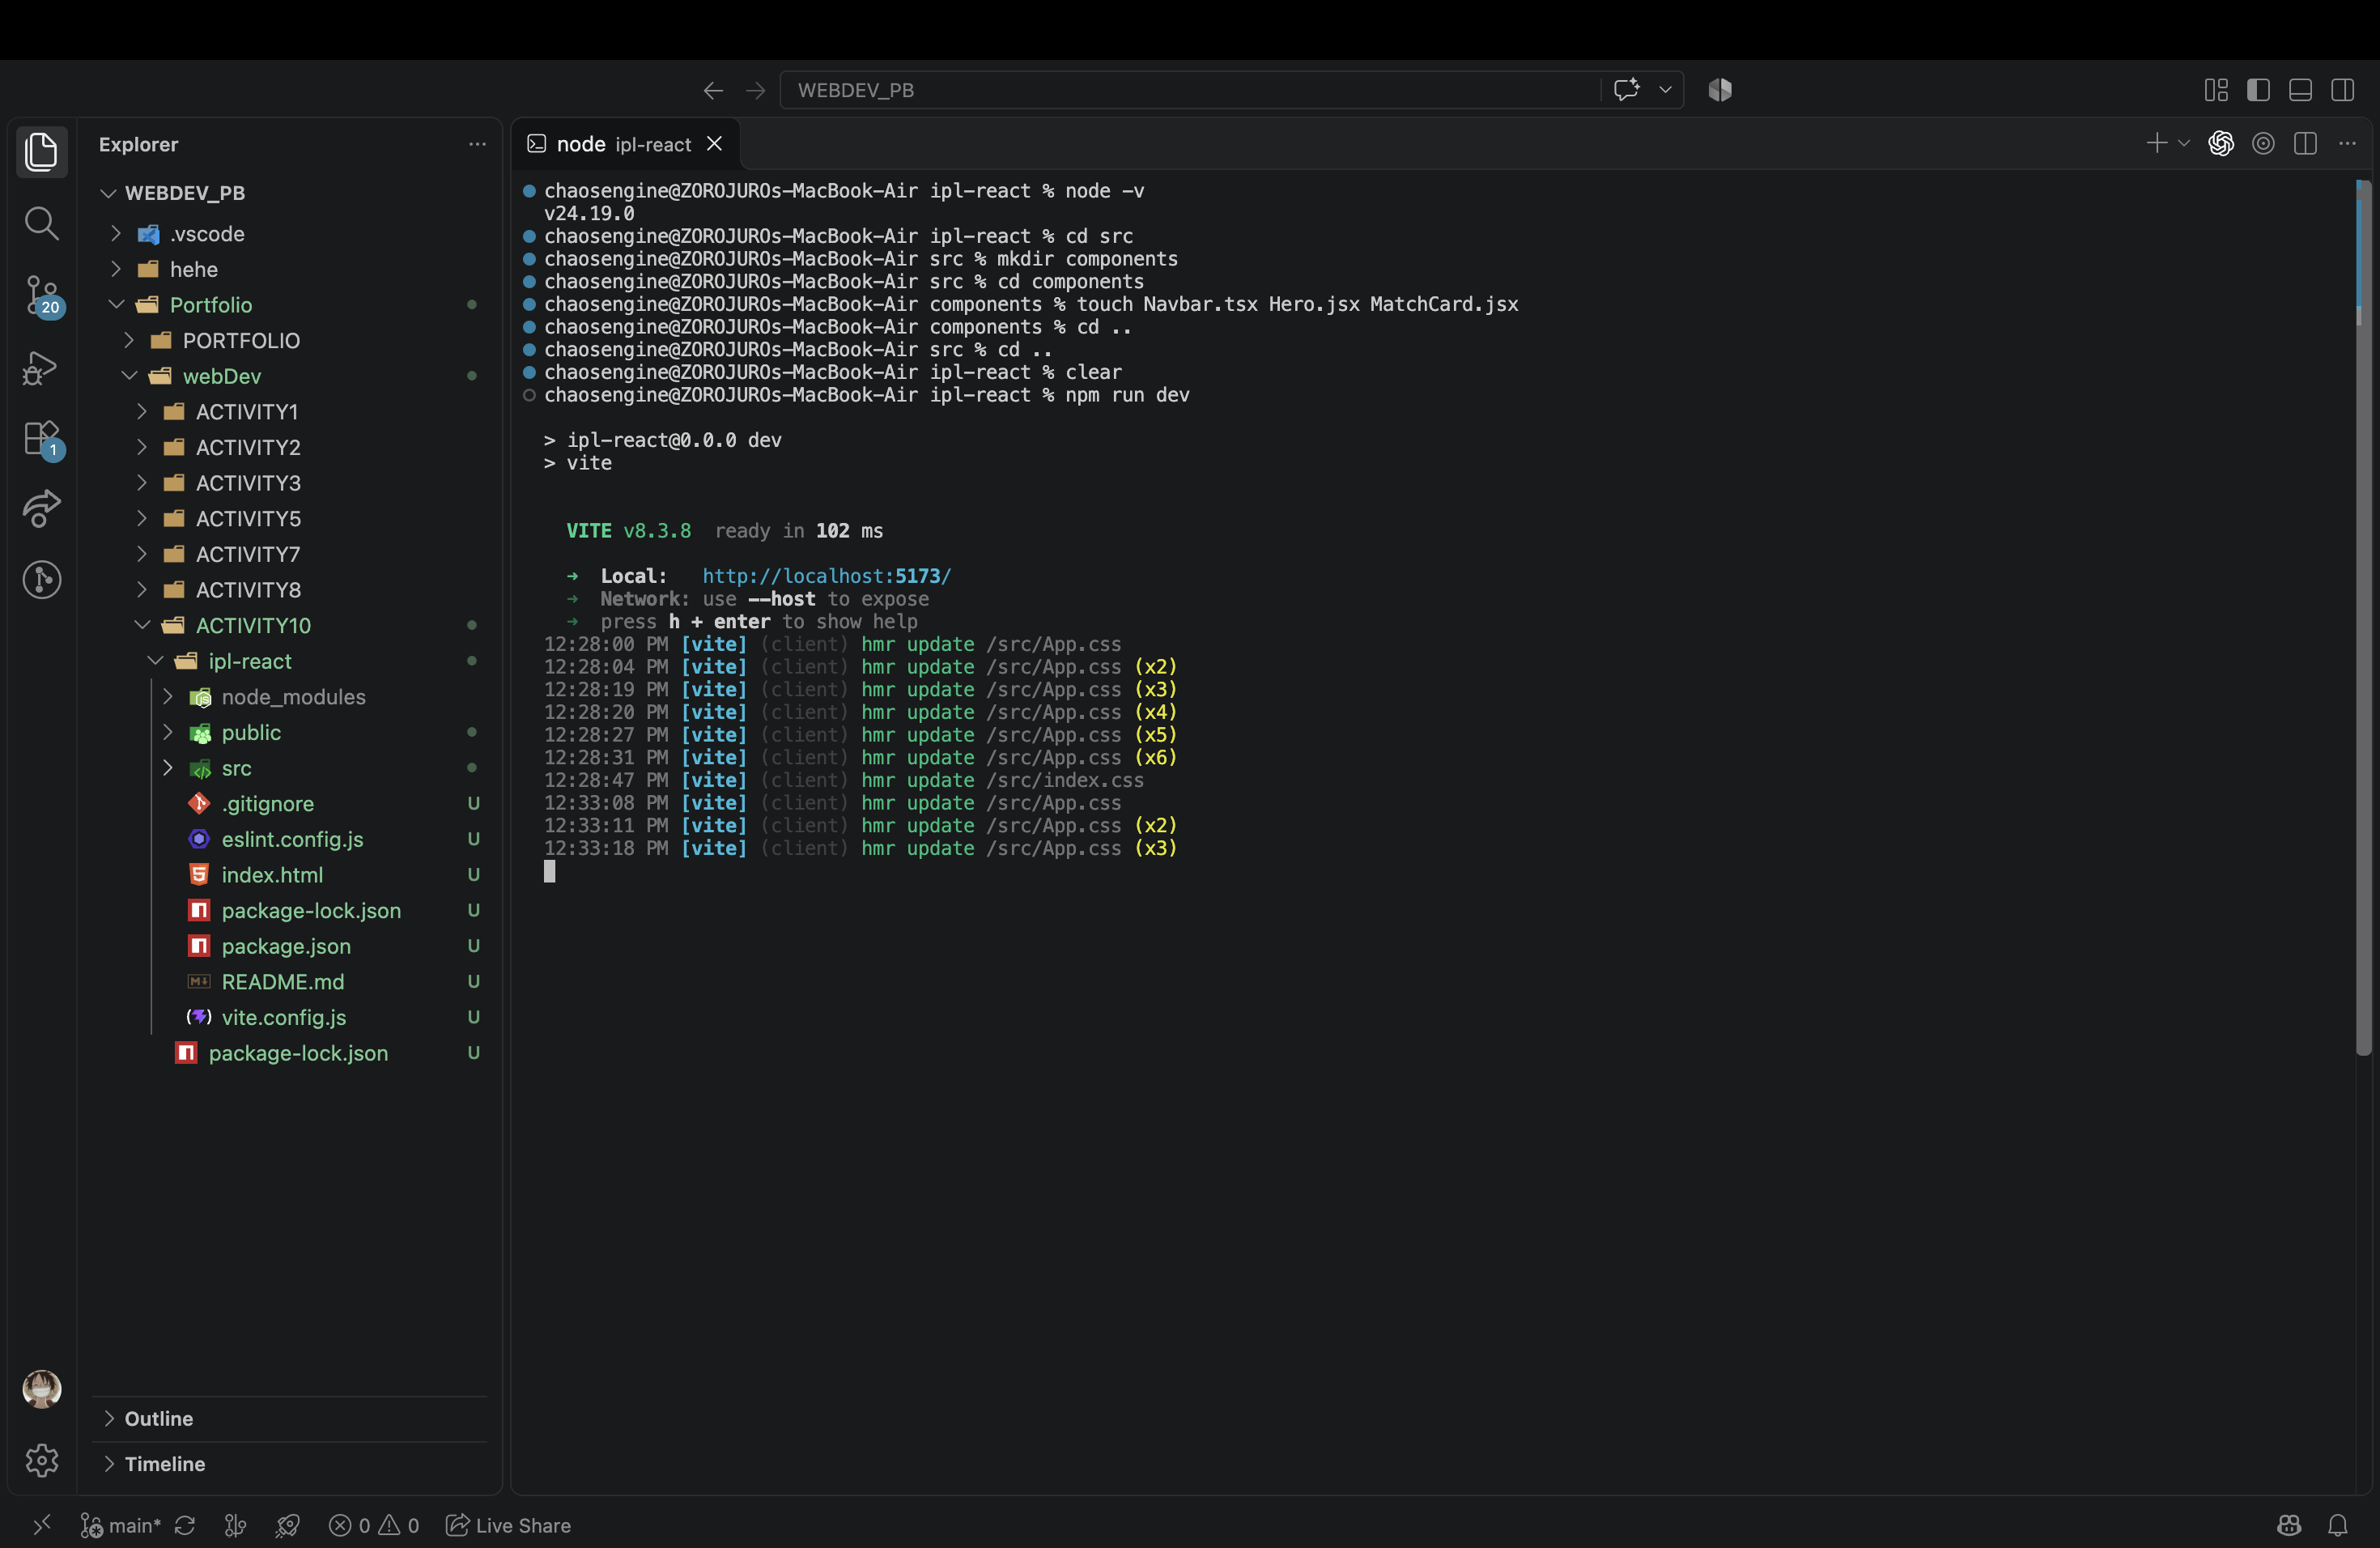 WEBDEV_PB
Explorer
WEBDEV_PB
.vscode
hehe
Portfolio
PORTFOLIO
webDev
ACTIVITY1
ACTIVITY2
ACTIVITY3
ACTIVITY5
ACTIVITY7
ACTIVITY8
ACTIVITY10
ipl-react
node_modules
public
src
.gitignore U
eslint.config.js U
index.html U
package-lock.json U
package.json U
README.md U
vite.config.js U
package-lock.json U
Outline
Timeline
20
1
node ipl-react
chaosengine@ZOROJUROs-MacBook-Air ipl-react % node -v
v24.19.0
chaosengine@ZOROJUROs-MacBook-Air ipl-react % cd src
chaosengine@ZOROJUROs-MacBook-Air src % mkdir components
chaosengine@ZOROJUROs-MacBook-Air src % cd components
chaosengine@ZOROJUROs-MacBook-Air components % touch Navbar.tsx Hero.jsx MatchCard.jsx
chaosengine@ZOROJUROs-MacBook-Air components % cd ..
chaosengine@ZOROJUROs-MacBook-Air src % cd ..
chaosengine@ZOROJUROs-MacBook-Air ipl-react % clear
chaosengine@ZOROJUROs-MacBook-Air ipl-react % npm run dev
> ipl-react@0.0.0 dev
> vite
VITE v8.3.8 ready in 102 ms
➜ Local: http://localhost:5173/
➜ Network: use --host to expose
➜ press h + enter to show help
12:28:00 PM [vite] (client) hmr update /src/App.css
12:28:04 PM [vite] (client) hmr update /src/App.css (x2)
12:28:19 PM [vite] (client) hmr update /src/App.css (x3)
12:28:20 PM [vite] (client) hmr update /src/App.css (x4)
12:28:27 PM [vite] (client) hmr update /src/App.css (x5)
12:28:31 PM [vite] (client) hmr update /src/App.css (x6)
12:28:47 PM [vite] (client) hmr update /src/index.css
12:33:08 PM [vite] (client) hmr update /src/App.css
12:33:11 PM [vite] (client) hmr update /src/App.css (x2)
12:33:18 PM [vite] (client) hmr update /src/App.css (x3)
main* 0 0 Live Share